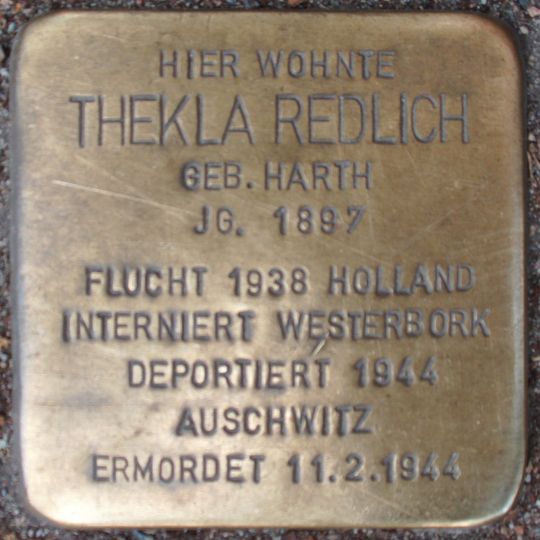 HIER WOHNTE
THEKLA REDLICH
GEB. HARTH
JG. 1897
FLUCHT 1938 HOLLAND
INTERNIERT WESTERBORK
DEPORTIERT 1944
AUSCHWITZ
ERMORDET 11.2.1944